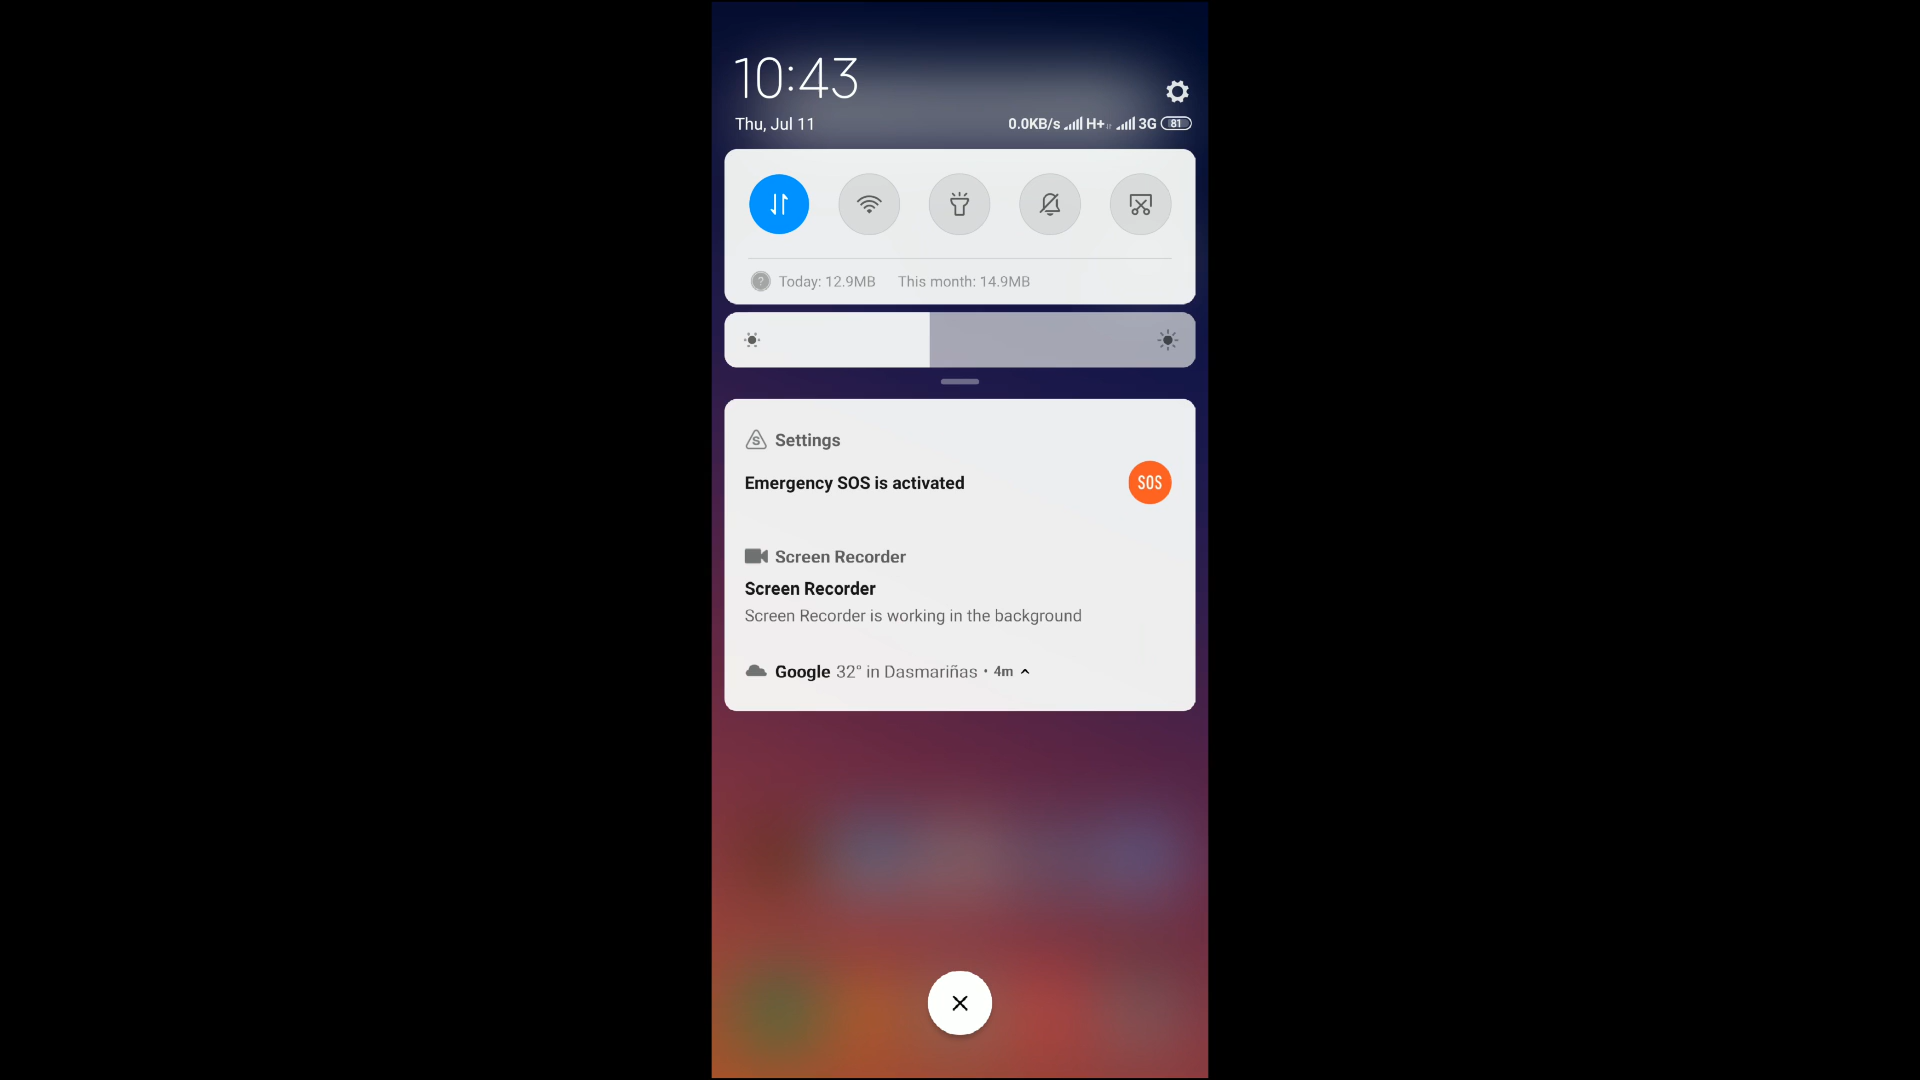 10:43
Thu, Jul 11
0.0KB/s H+ 3G 81
Today: 12.9MB This month: 14.9MB
Settings
Emergency SOS is activated
SOS
Screen Recorder
Screen Recorder
Screen Recorder is working in the background
Google 32° in Dasmariñas • 4m